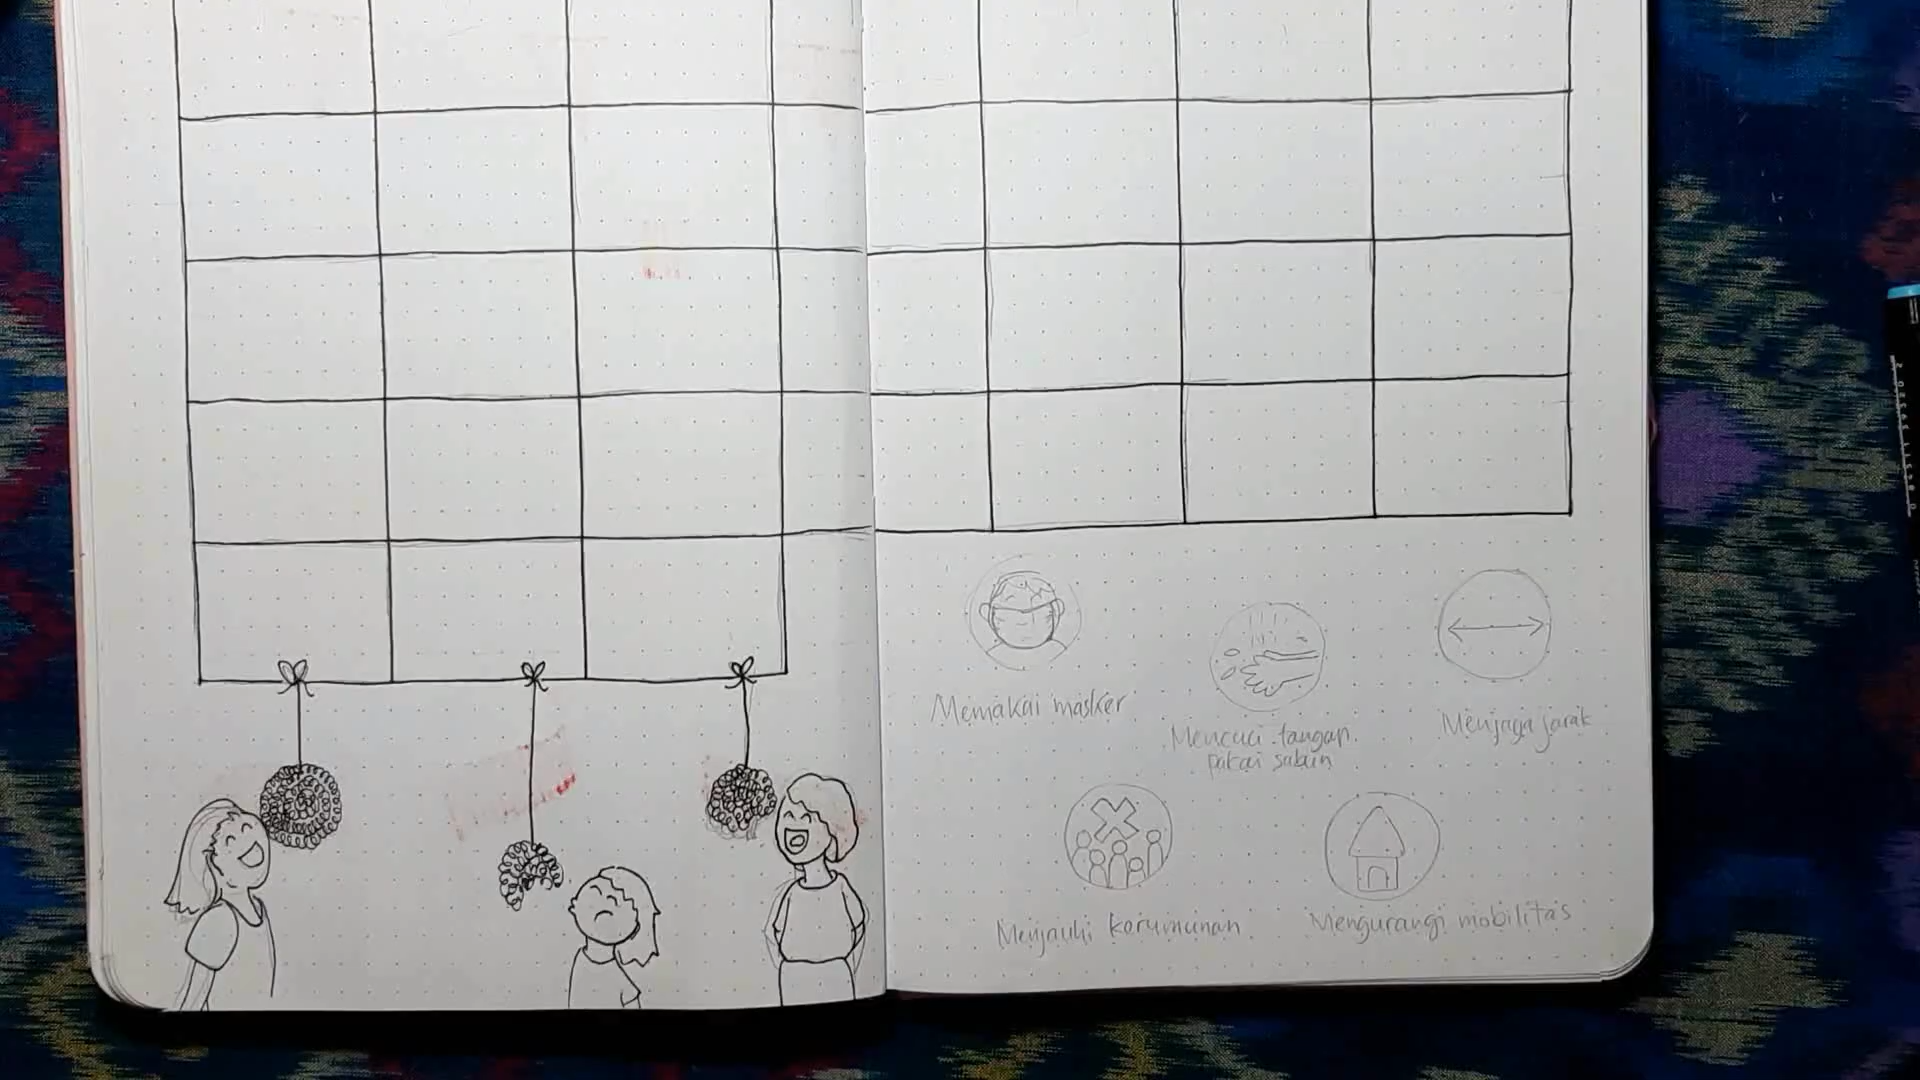 Memakai masker
Mencuci tangan
pakai sabun
Menjaga jarak
Menjauhi kerumunan
Mengurangi mobilitas